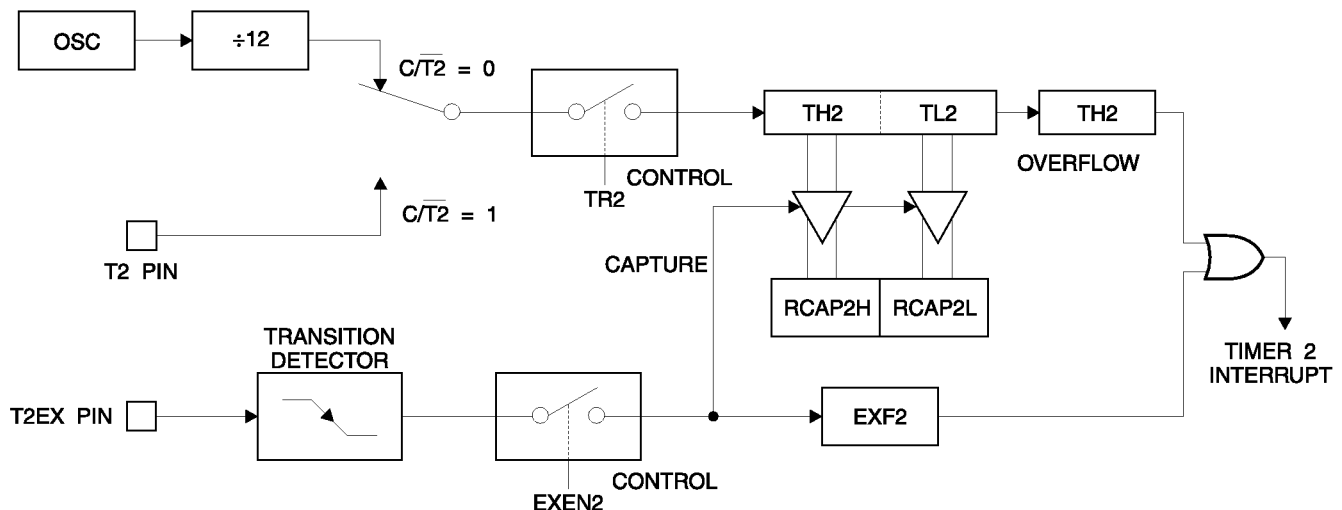 OSC
÷12
C/T2̅ = 0
TH2 TL2
TH2
OVERFLOW
CONTROL
TR2
C/T2̅ = 1
T2 PIN
CAPTURE
RCAP2H RCAP2L
TRANSITION
DETECTOR
TIMER 2
INTERRUPT
T2EX PIN
EXF2
CONTROL
EXEN2